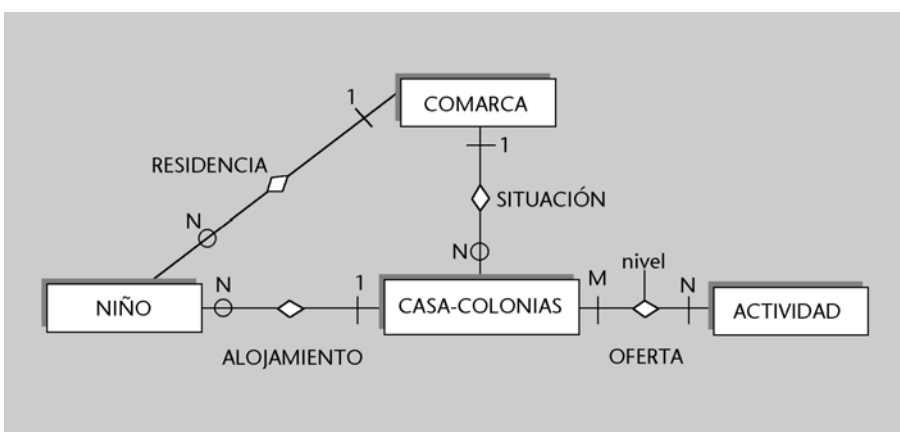 COMARCA
1
1
RESIDENCIA
SITUACIÓN
N
N
nivel
N
1
M
N
NIÑO
CASA-COLONIAS
ACTIVIDAD
ALOJAMIENTO
OFERTA